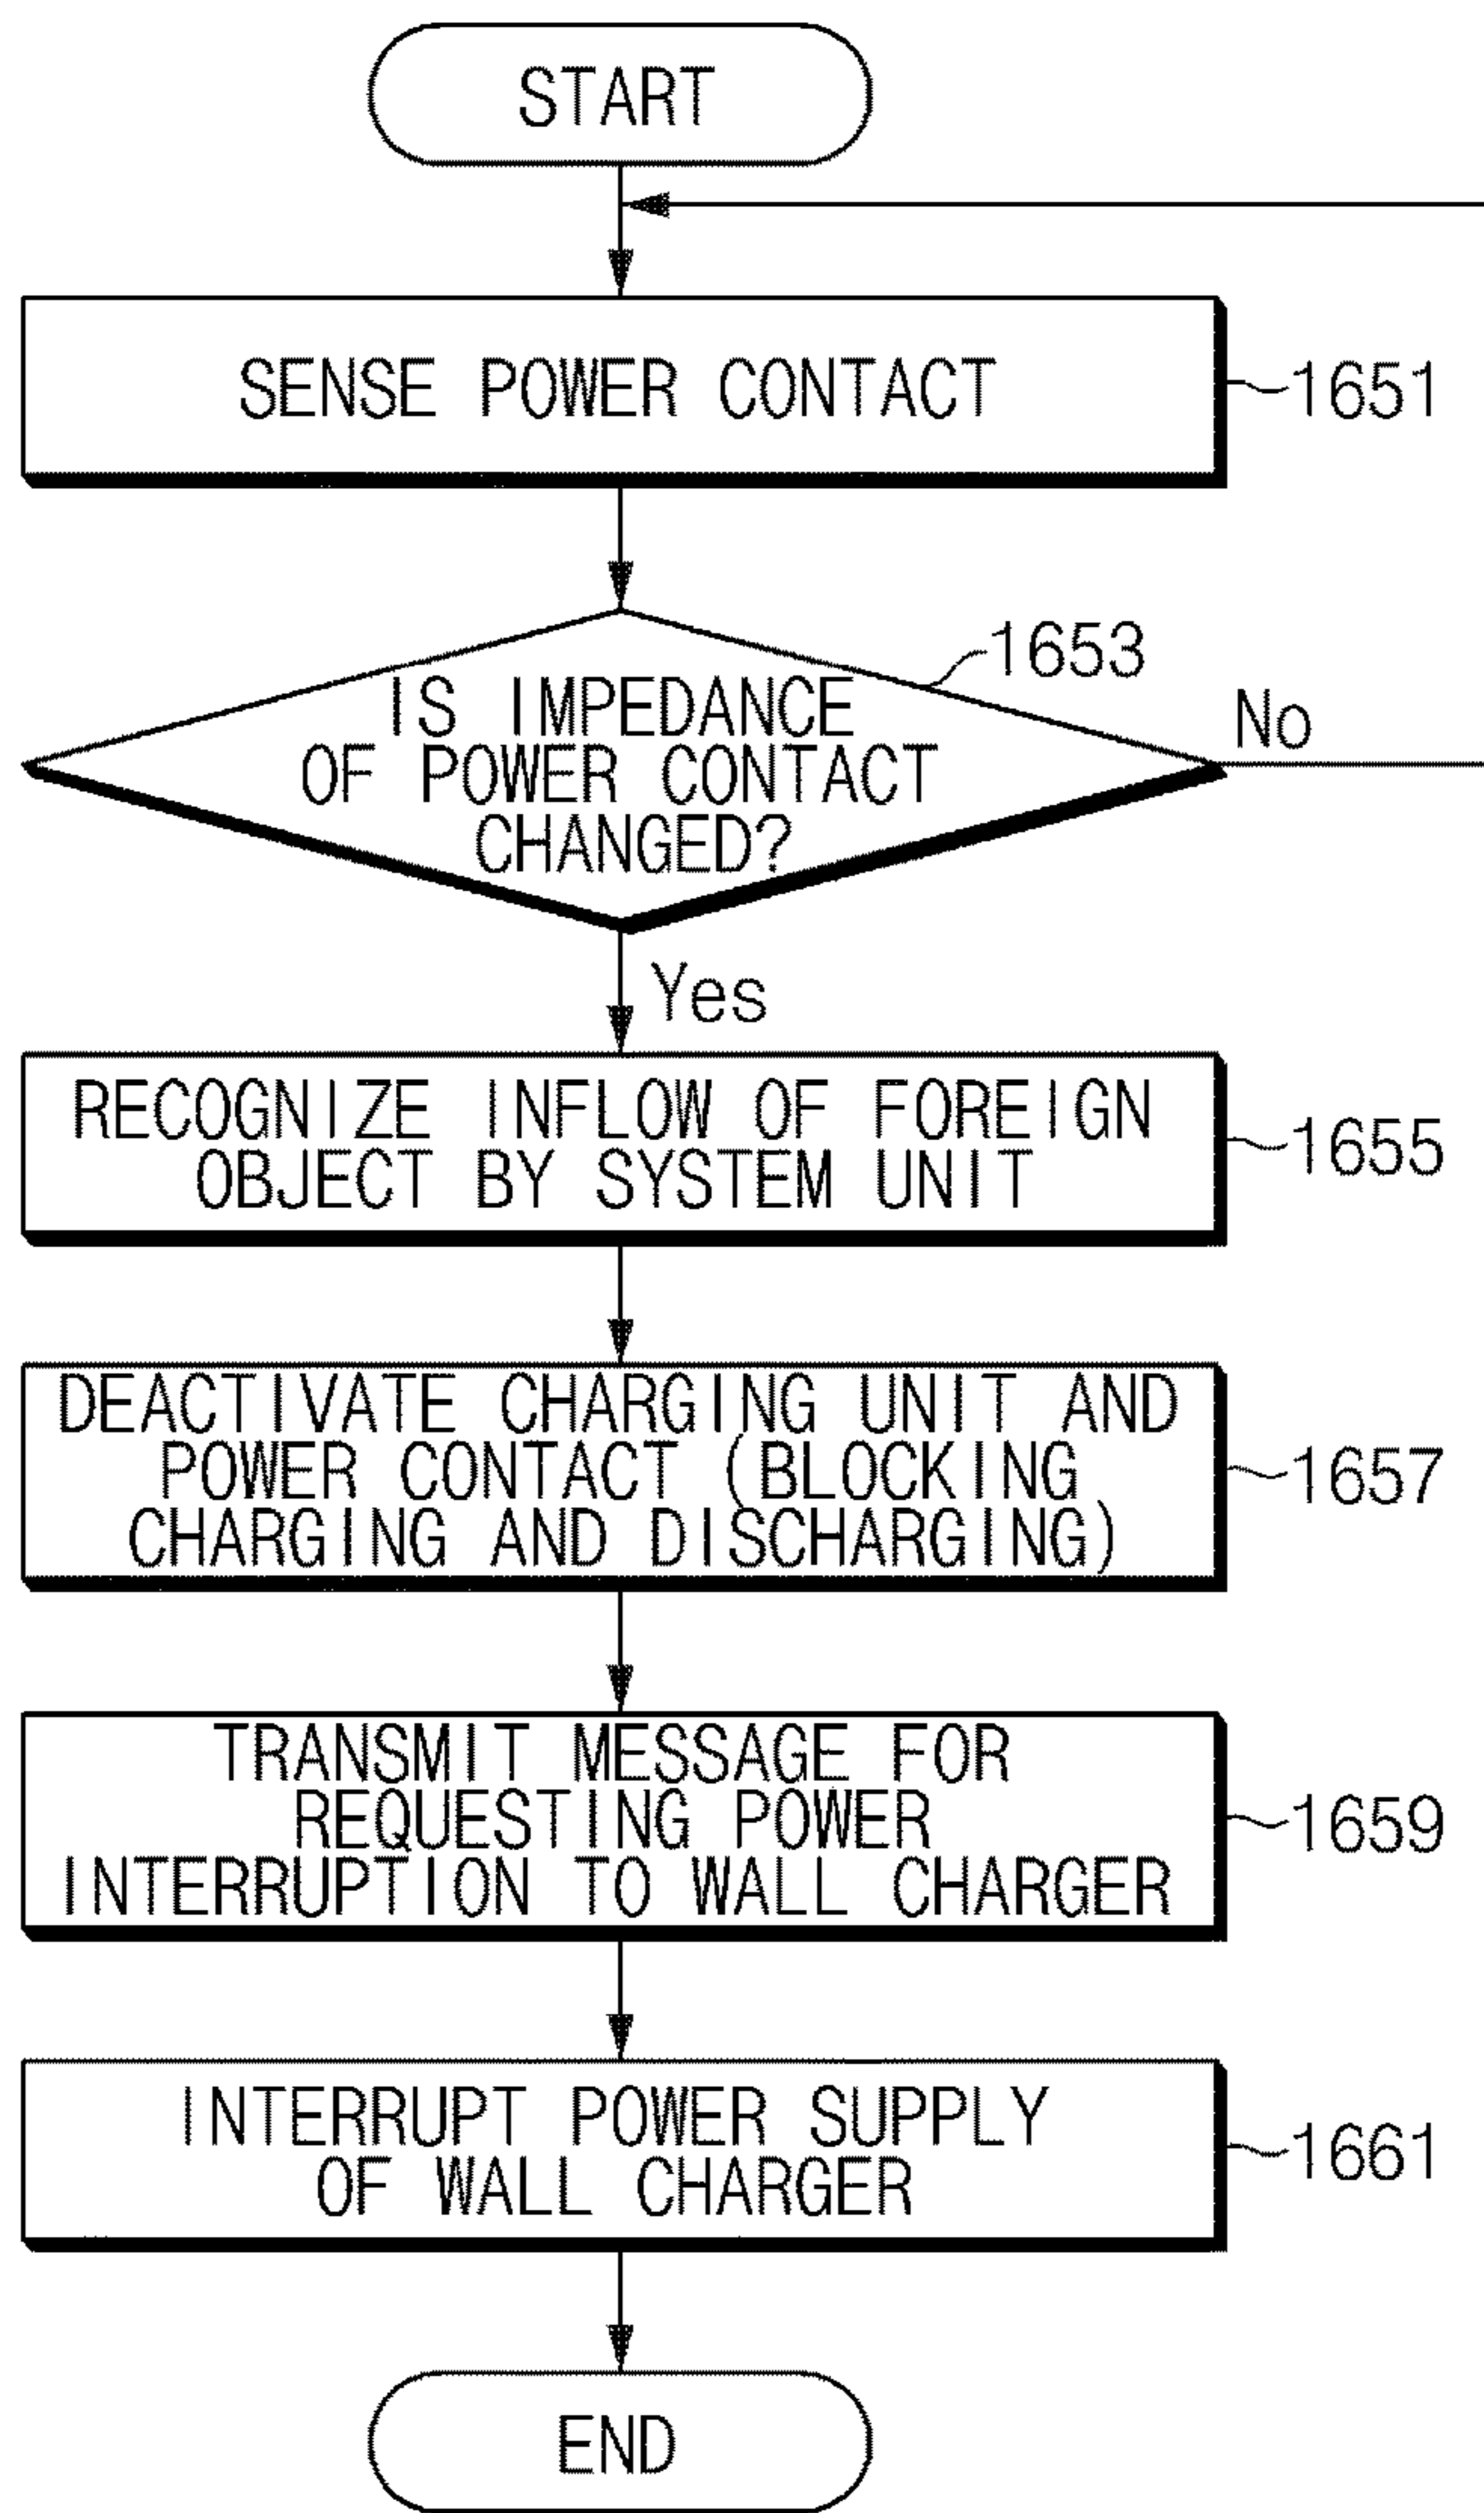 START
SENSE POWER CONTACT
1651
1653
IS IMPEDANCE
OF POWER CONTACT
CHANGED?
No
Yes
RECOGNIZE INFLOW OF FOREIGN
OBJECT BY SYSTEM UNIT
1655
DEACTIVATE CHARGING UNIT AND
POWER CONTACT (BLOCKING
CHARGING AND DISCHARGING)
1657
TRANSMIT MESSAGE FOR
REQUESTING POWER
INTERRUPTION TO WALL CHARGER
1659
INTERRUPT POWER SUPPLY
OF WALL CHARGER
1661
END